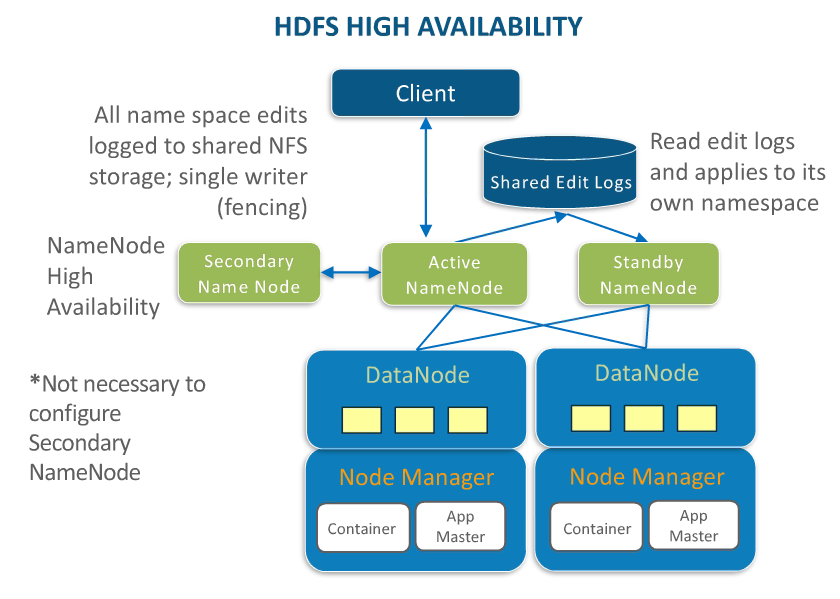 HDFS HIGH AVAILABILITY
Client
All name space edits
logged to shared NFS
storage; single writer
(fencing)
Shared Edit Logs
Read edit logs
and applies to its
own namespace
NameNode
High
Availability
Secondary
Name Node
Active
NameNode
Standby
NameNode
*Not necessary to
configure
Secondary
NameNode
DataNode
DataNode
Node Manager
Container
App
Master
Node Manager
Container
App
Master